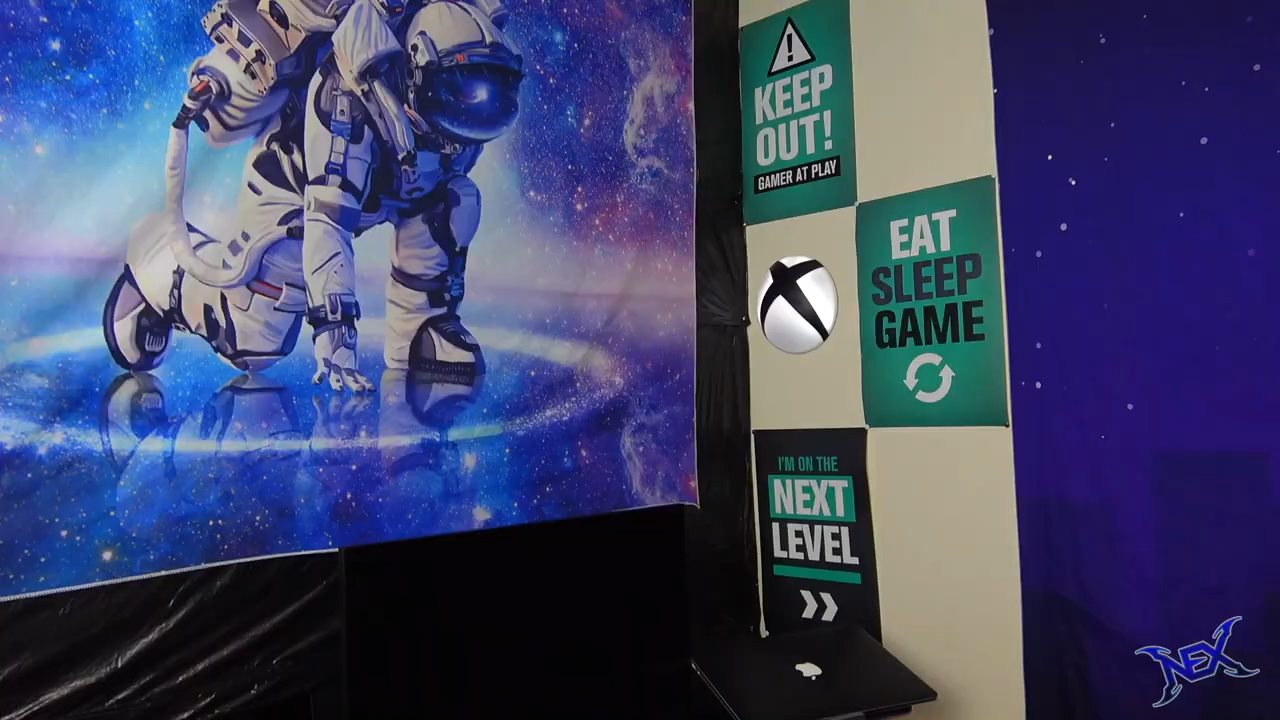 KEEP
OUT!
GAMER AT PLAY
EAT
SLEEP
GAME
I'M ON THE
NEXT
LEVEL
NEX